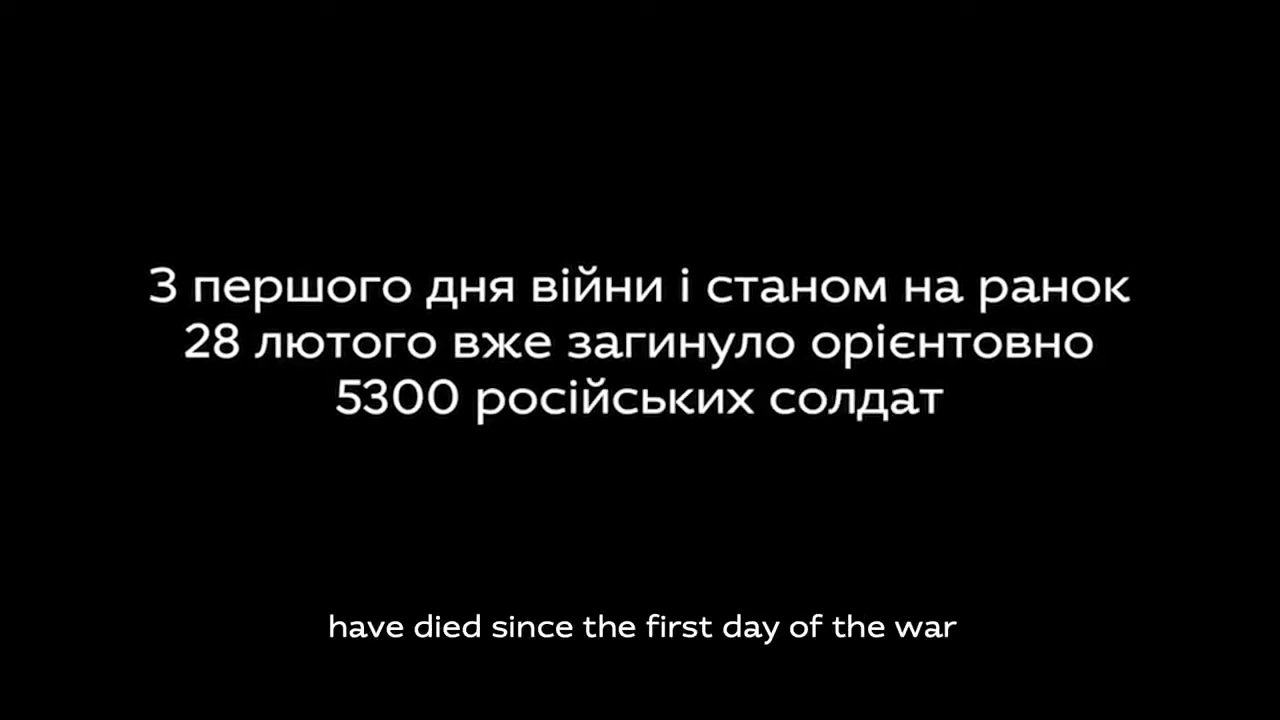 З першого дня війни і станом на ранок
28 лютого вже загинуло орієнтовно
5300 російських солдат
have died since the first day of the war